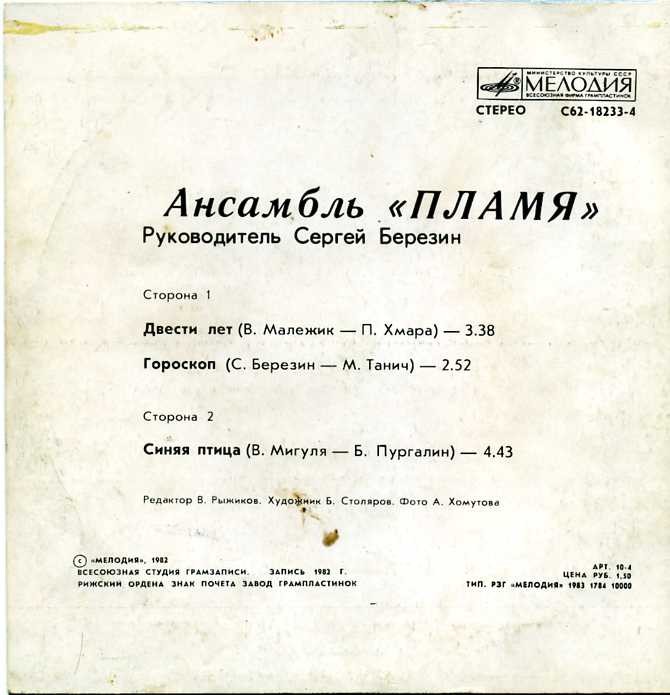 МИНИСТЕРСТВО КУЛЬТУРЫ СССР
МЕЛОДИЯ
ВСЕСОЮЗНАЯ ФИРМА ГРАМПЛАСТИНОК
СТЕРЕО С62-18233-4
Ансамбль «ПЛАМЯ»
Руководитель Сергей Березин
Сторона 1
Двести лет (В. Малежик — П. Хмара) — 3.38
Гороскоп (С. Березин — М. Танич) — 2.52
Сторона 2
Синяя птица (В. Мигуля — Б. Пургалин) — 4.43
Редактор В. Рыжиков. Художник Б. Столяров. Фото А. Хомутова
© «МЕЛОДИЯ», 1982
ВСЕСОЮЗНАЯ СТУДИЯ ГРАМЗАПИСИ. ЗАПИСЬ 1982 Г.
РИЖСКИЙ ОРДЕНА ЗНАК ПОЧЕТА ЗАВОД ГРАМПЛАСТИНОК
АРТ. 10-4
ЦЕНА РУБ. 1,50
ТИП. РЗГ «МЕЛОДИЯ» 1983 1784 10000